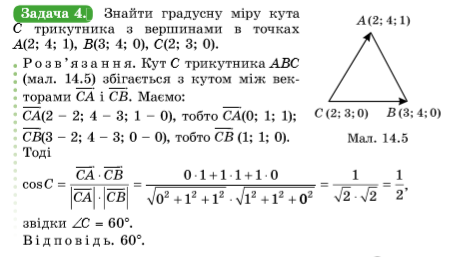 Задача 4. Знайти градусну міру кута
C трикутника з вершинами в точках
A(2; 4; 1), B(3; 4; 0), C(2; 3; 0).
Розв'язання. Кут C трикутника ABC
(мал. 14.5) збігається з кутом між век-
торами CA і CB. Маємо:
CA(2 − 2; 4 − 3; 1 − 0), тобто CA(0; 1; 1);
CB(3 − 2; 4 − 3; 0 − 0), тобто CB (1; 1; 0).
Тоді
cos C = (CA · CB) / (|CA| · |CB|) = (0 · 1 + 1 · 1 + 1 · 0) / (√(0² + 1² + 1²) · √(1² + 1² + 0²)) = 1 / (√2 · √2) = 1/2,
звідки ∠C = 60°.
Відповідь. 60°.
A(2; 4; 1)
C (2; 3; 0) B (3; 4; 0)
Мал. 14.5